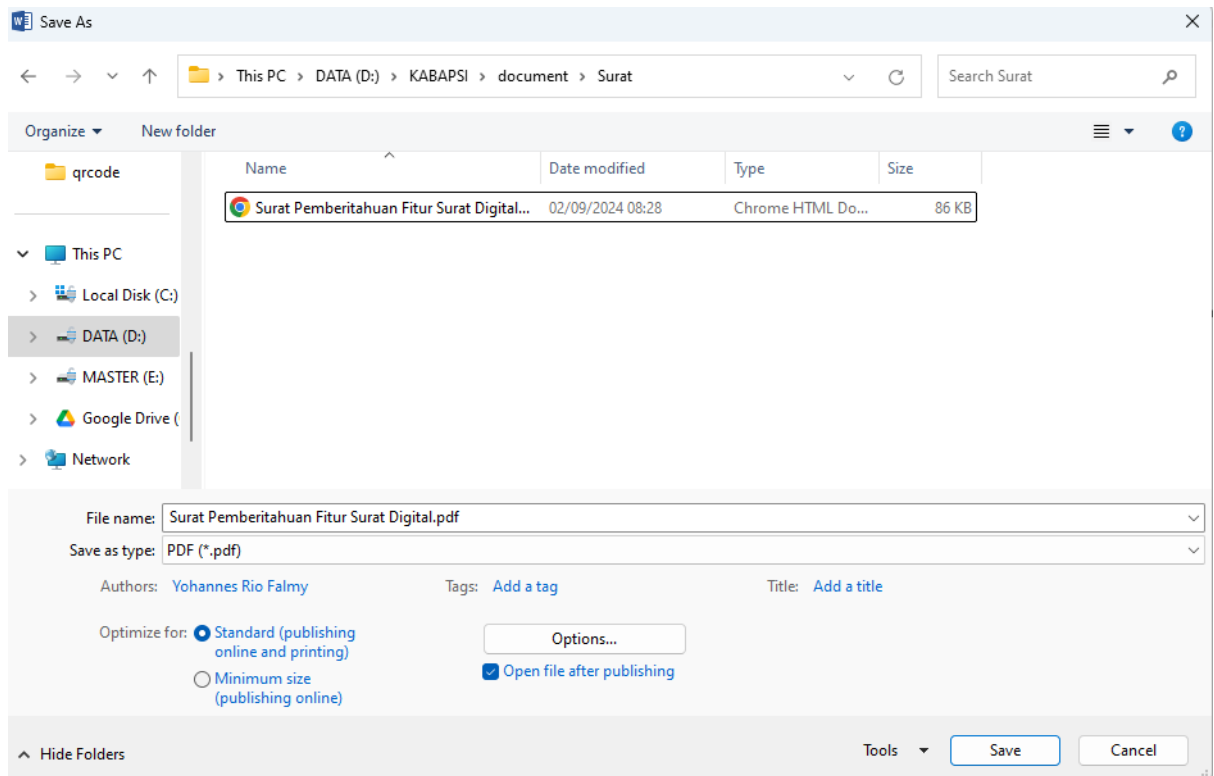 Save As
This PC > DATA (D:) > KABAPSI > document > Surat
Search Surat
Organize
New folder
qrcode
Name
Date modified
Type
Size
Surat Pemberitahuan Fitur Surat Digital... 02/09/2024 08:28 Chrome HTML Do... 86 KB
This PC
Local Disk (C:)
DATA (D:)
MASTER (E:)
Google Drive (
Network
File name: Surat Pemberitahuan Fitur Surat Digital.pdf
Save as type: PDF (*.pdf)
Authors: Yohannes Rio Falmy
Tags: Add a tag
Title: Add a title
Optimize for: Standard (publishing
online and printing)
Minimum size
(publishing online)
Options...
Open file after publishing
Hide Folders
Tools
Save
Cancel